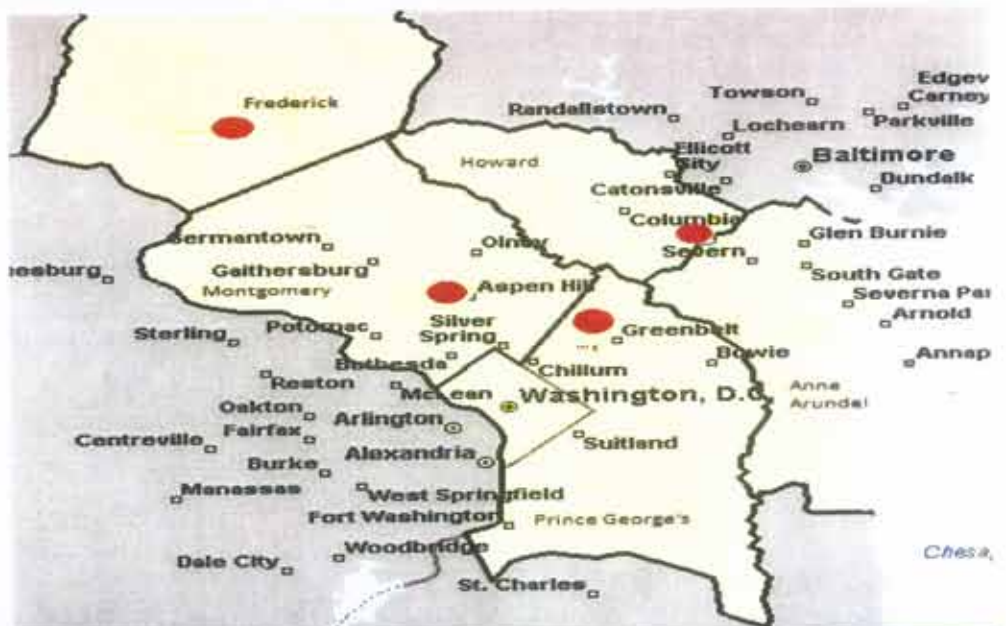 Edgev
Towson
Carney
Frederick
Randallstown
Parkville
Lochearn
Ellicott
City
Howard
Baltimore
Catonsville
Dundalk
Columbia
Germantown
Olney
Glen Burnie
Severn
eesburg
Gaithersburg
South Gate
Montgomery
Aspen Hill
Severna Par
Arnold
Sterling
Potomac
Silver
Spring
Greenbelt
Bethesda
Chillum
Bowie
Annap
Reston
McLean
Washington, D.C
Anne
Arundel
Oakton
Arlington
Fairfax
Centreville
Suitland
Burke
Alexandria
Manassas
West Springfield
Fort Washington
Prince George's
Woodbridge
Dale City
Chesa
St. Charles